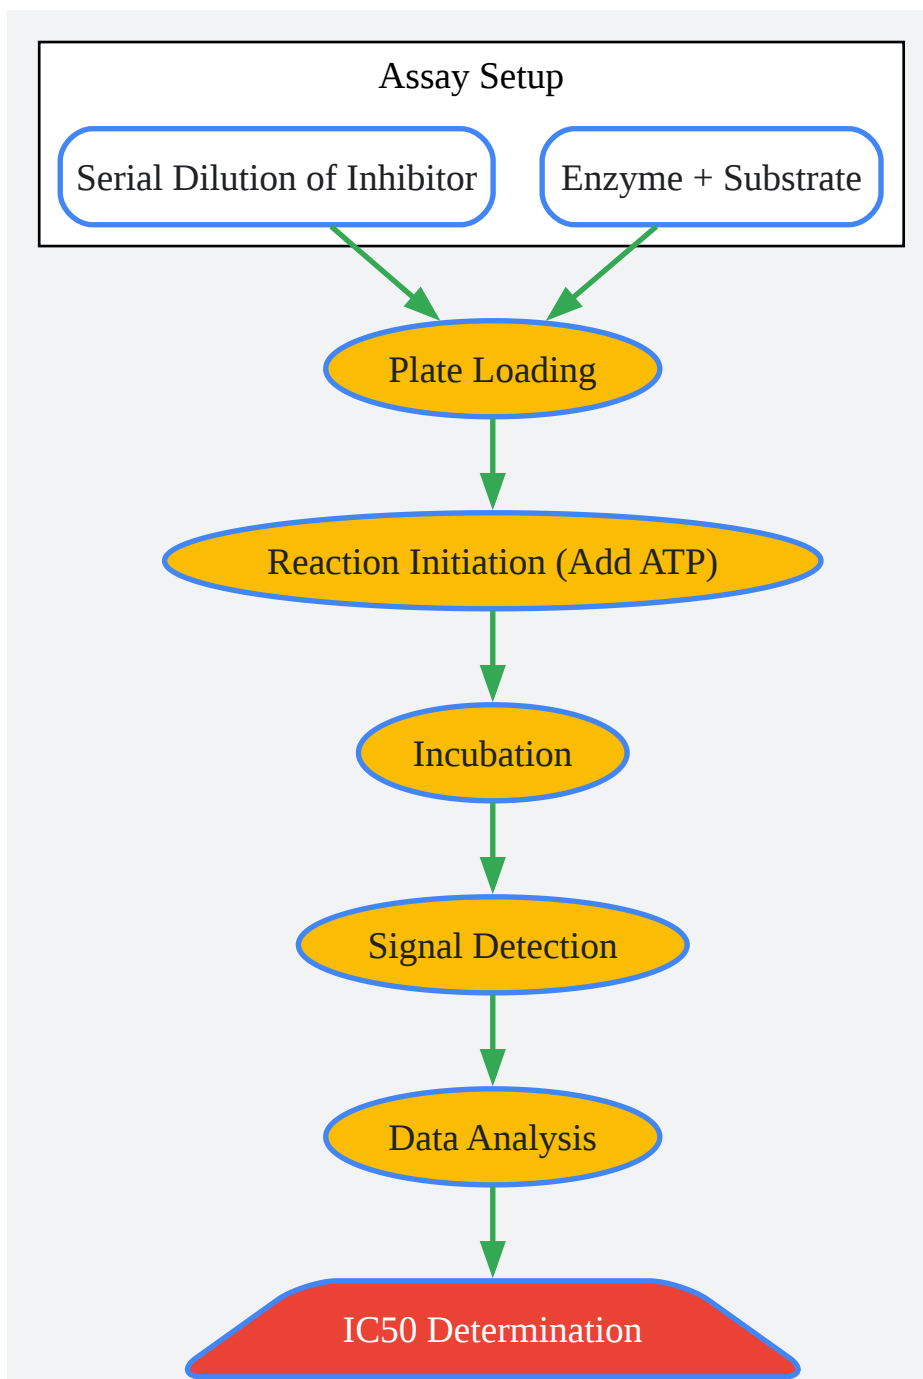 Assay Setup
Serial Dilution of Inhibitor
Enzyme + Substrate
Plate Loading
Reaction Initiation (Add ATP)
Incubation
Signal Detection
Data Analysis
IC50 Determination